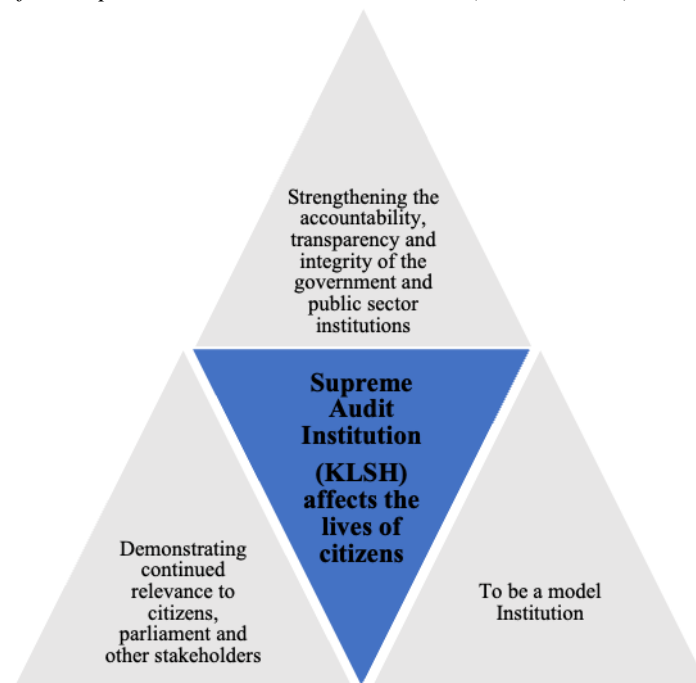 Strengthening the
accountability,
transparency and
integrity of the
government and
public sector
institutions
Supreme
Audit
Institution
(KLSH)
affects the
lives of
citizens
Demonstrating
continued
relevance to
citizens,
parliament and
other stakeholders
To be a model
Institution